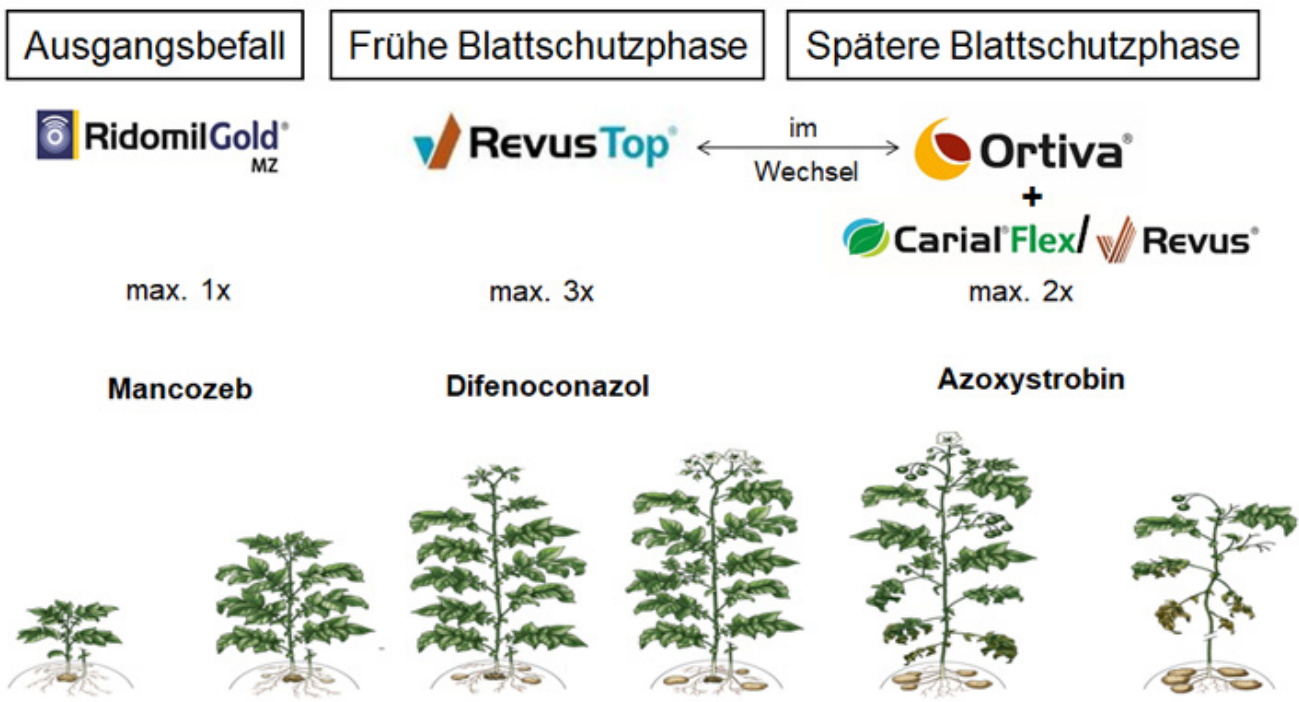 Ausgangsbefall
Frühe Blattschutzphase
Spätere Blattschutzphase
RidomilGold®
MZ
RevusTop®
im
Wechsel
Ortiva®
+
Carial®Flex/ Revus®
max. 1x
max. 3x
max. 2x
Mancozeb
Difenoconazol
Azoxystrobin